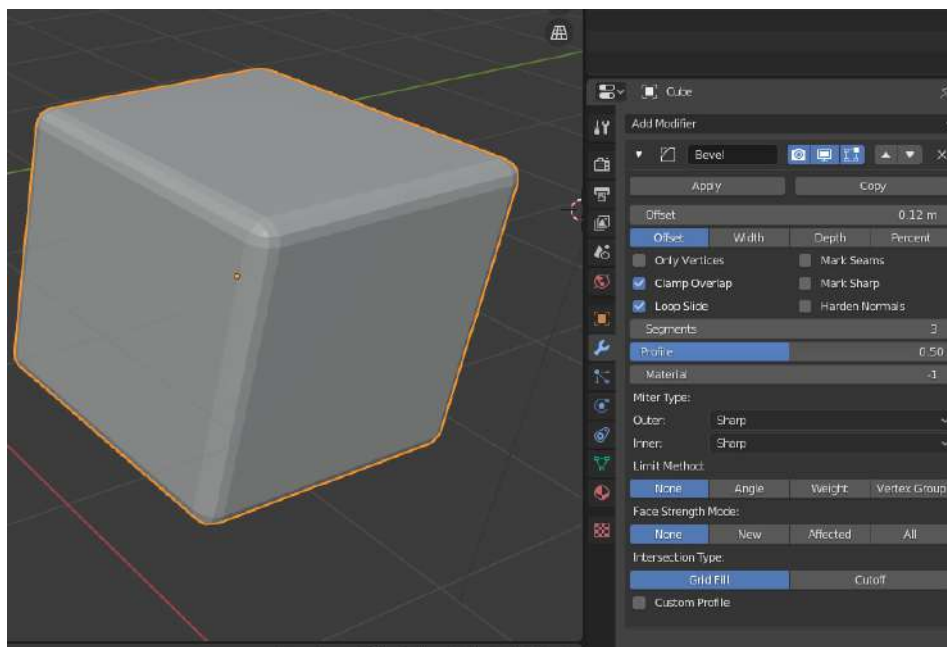 Cube
Add Modifier
Bevel
Apply Copy
Offset 0.12 m
Offset Width Depth Percent
Only Vertices Mark Seams
Clamp Overlap Mark Sharp
Loop Slide Harden Normals
Segments 3
Profile 0.50
Material -1
Miter Type:
Outer: Sharp
Inner: Sharp
Limit Method:
None Angle Weight Vertex Group
Face Strength Mode:
None New Affected All
Intersection Type:
Grid Fill Cutoff
Custom Profile